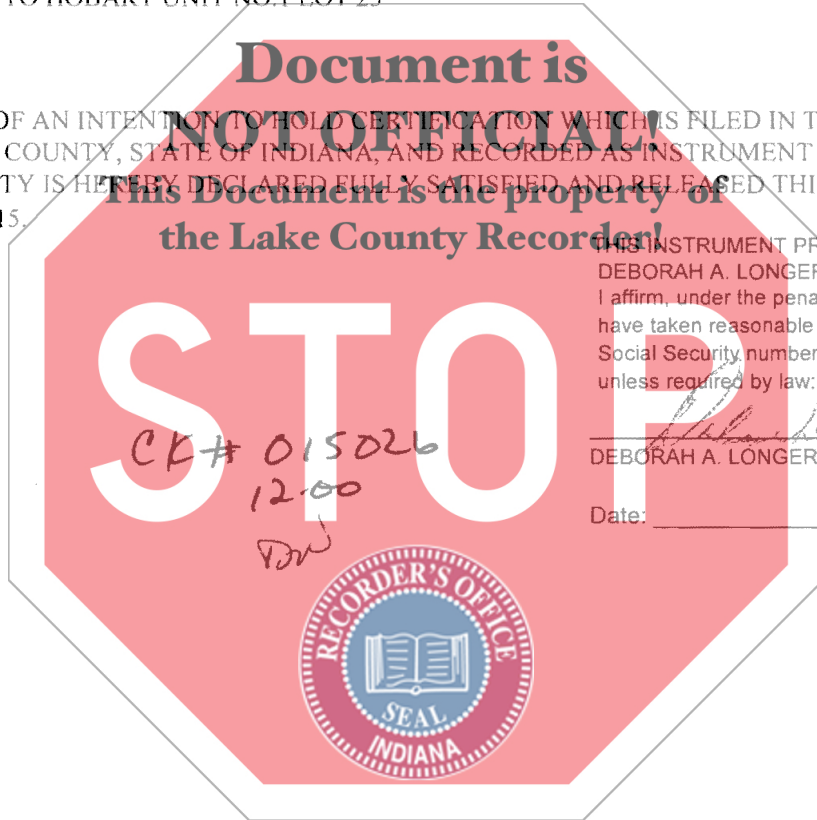 TO HOBART UNIT NO.1 LOT 23
Document is
OF AN INTENTION TO HOLD CERTIFICATION WHICH IS FILED IN T
NOT OFFICIAL!
COUNTY, STATE OF INDIANA, AND RECORDED AS INSTRUMENT
TY IS HEREBY DECLARED FULLY SATISFIED AND RELEASED THI
This Document is the property of
15.
the Lake County Recorder!
THIS INSTRUMENT PR
DEBORAH A. LONGER
I affirm, under the pena
have taken reasonable
Social Security number
unless required by law:
STOP
CK# 015026
12.00
DEBORAH A. LONGER
Date:
RECORDER'S OFFICE
SEAL
INDIANA